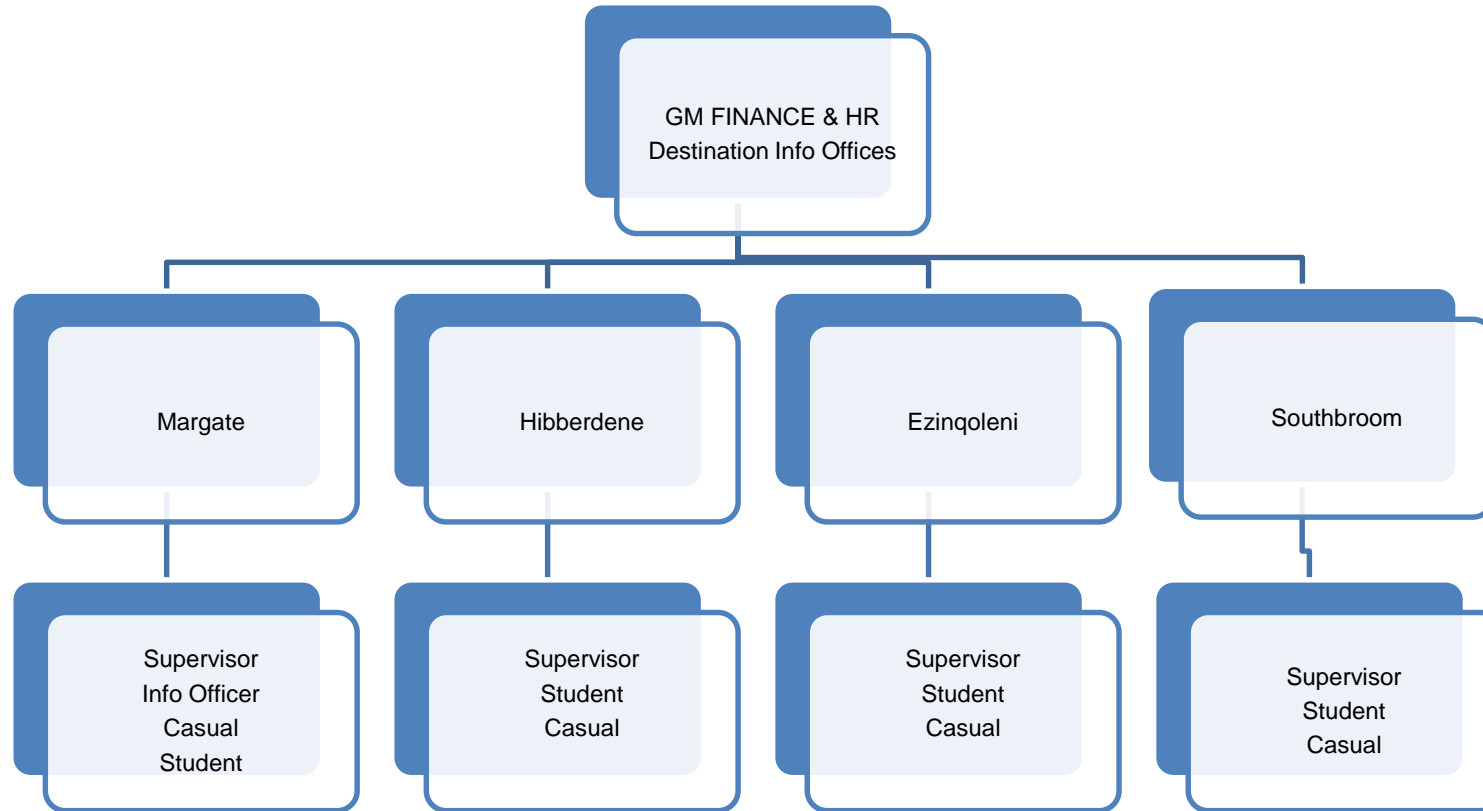 GM FINANCE & HR
Destination Info Offices
Margate
Hibberdene
Ezinqoleni
Southbroom
Supervisor
Info Officer
Casual
Student
Supervisor
Student
Casual
Supervisor
Student
Casual
Supervisor
Student
Casual